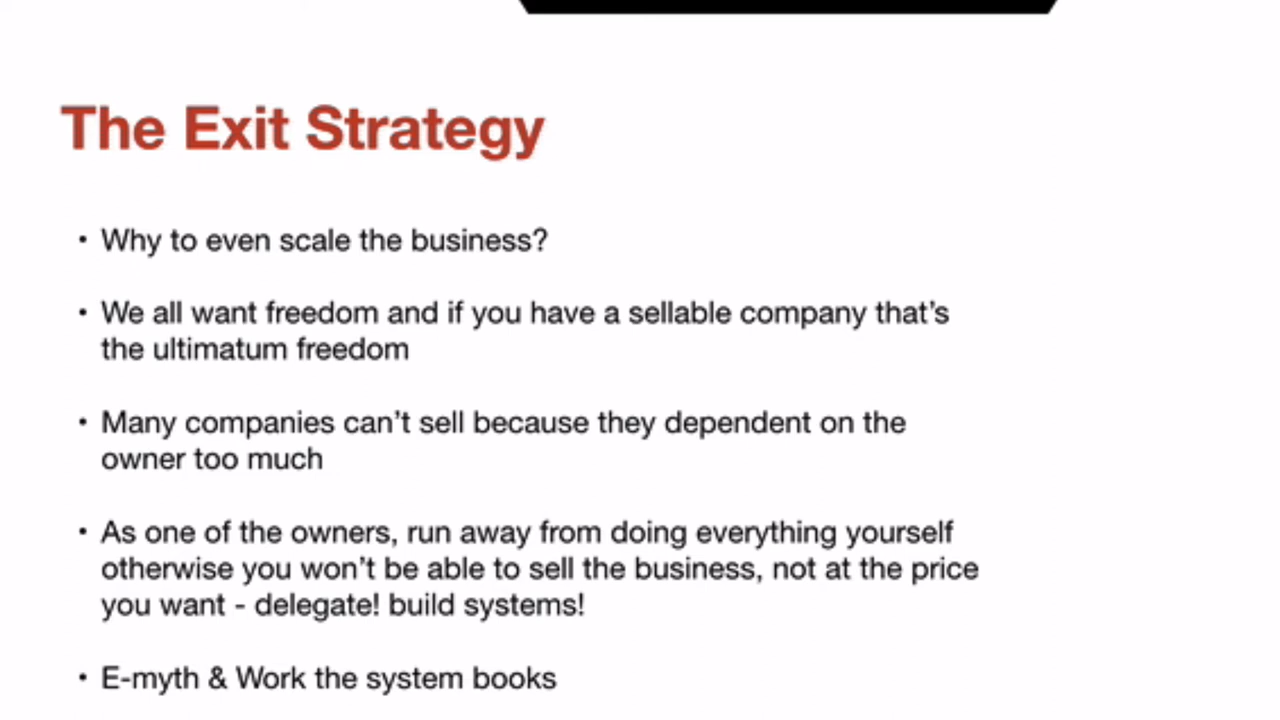 The Exit Strategy
• Why to even scale the business?
• We all want freedom and if you have a sellable company that’s
the ultimatum freedom
• Many companies can’t sell because they dependent on the
owner too much
• As one of the owners, run away from doing everything yourself
otherwise you won’t be able to sell the business, not at the price
you want - delegate! build systems!
• E-myth & Work the system books